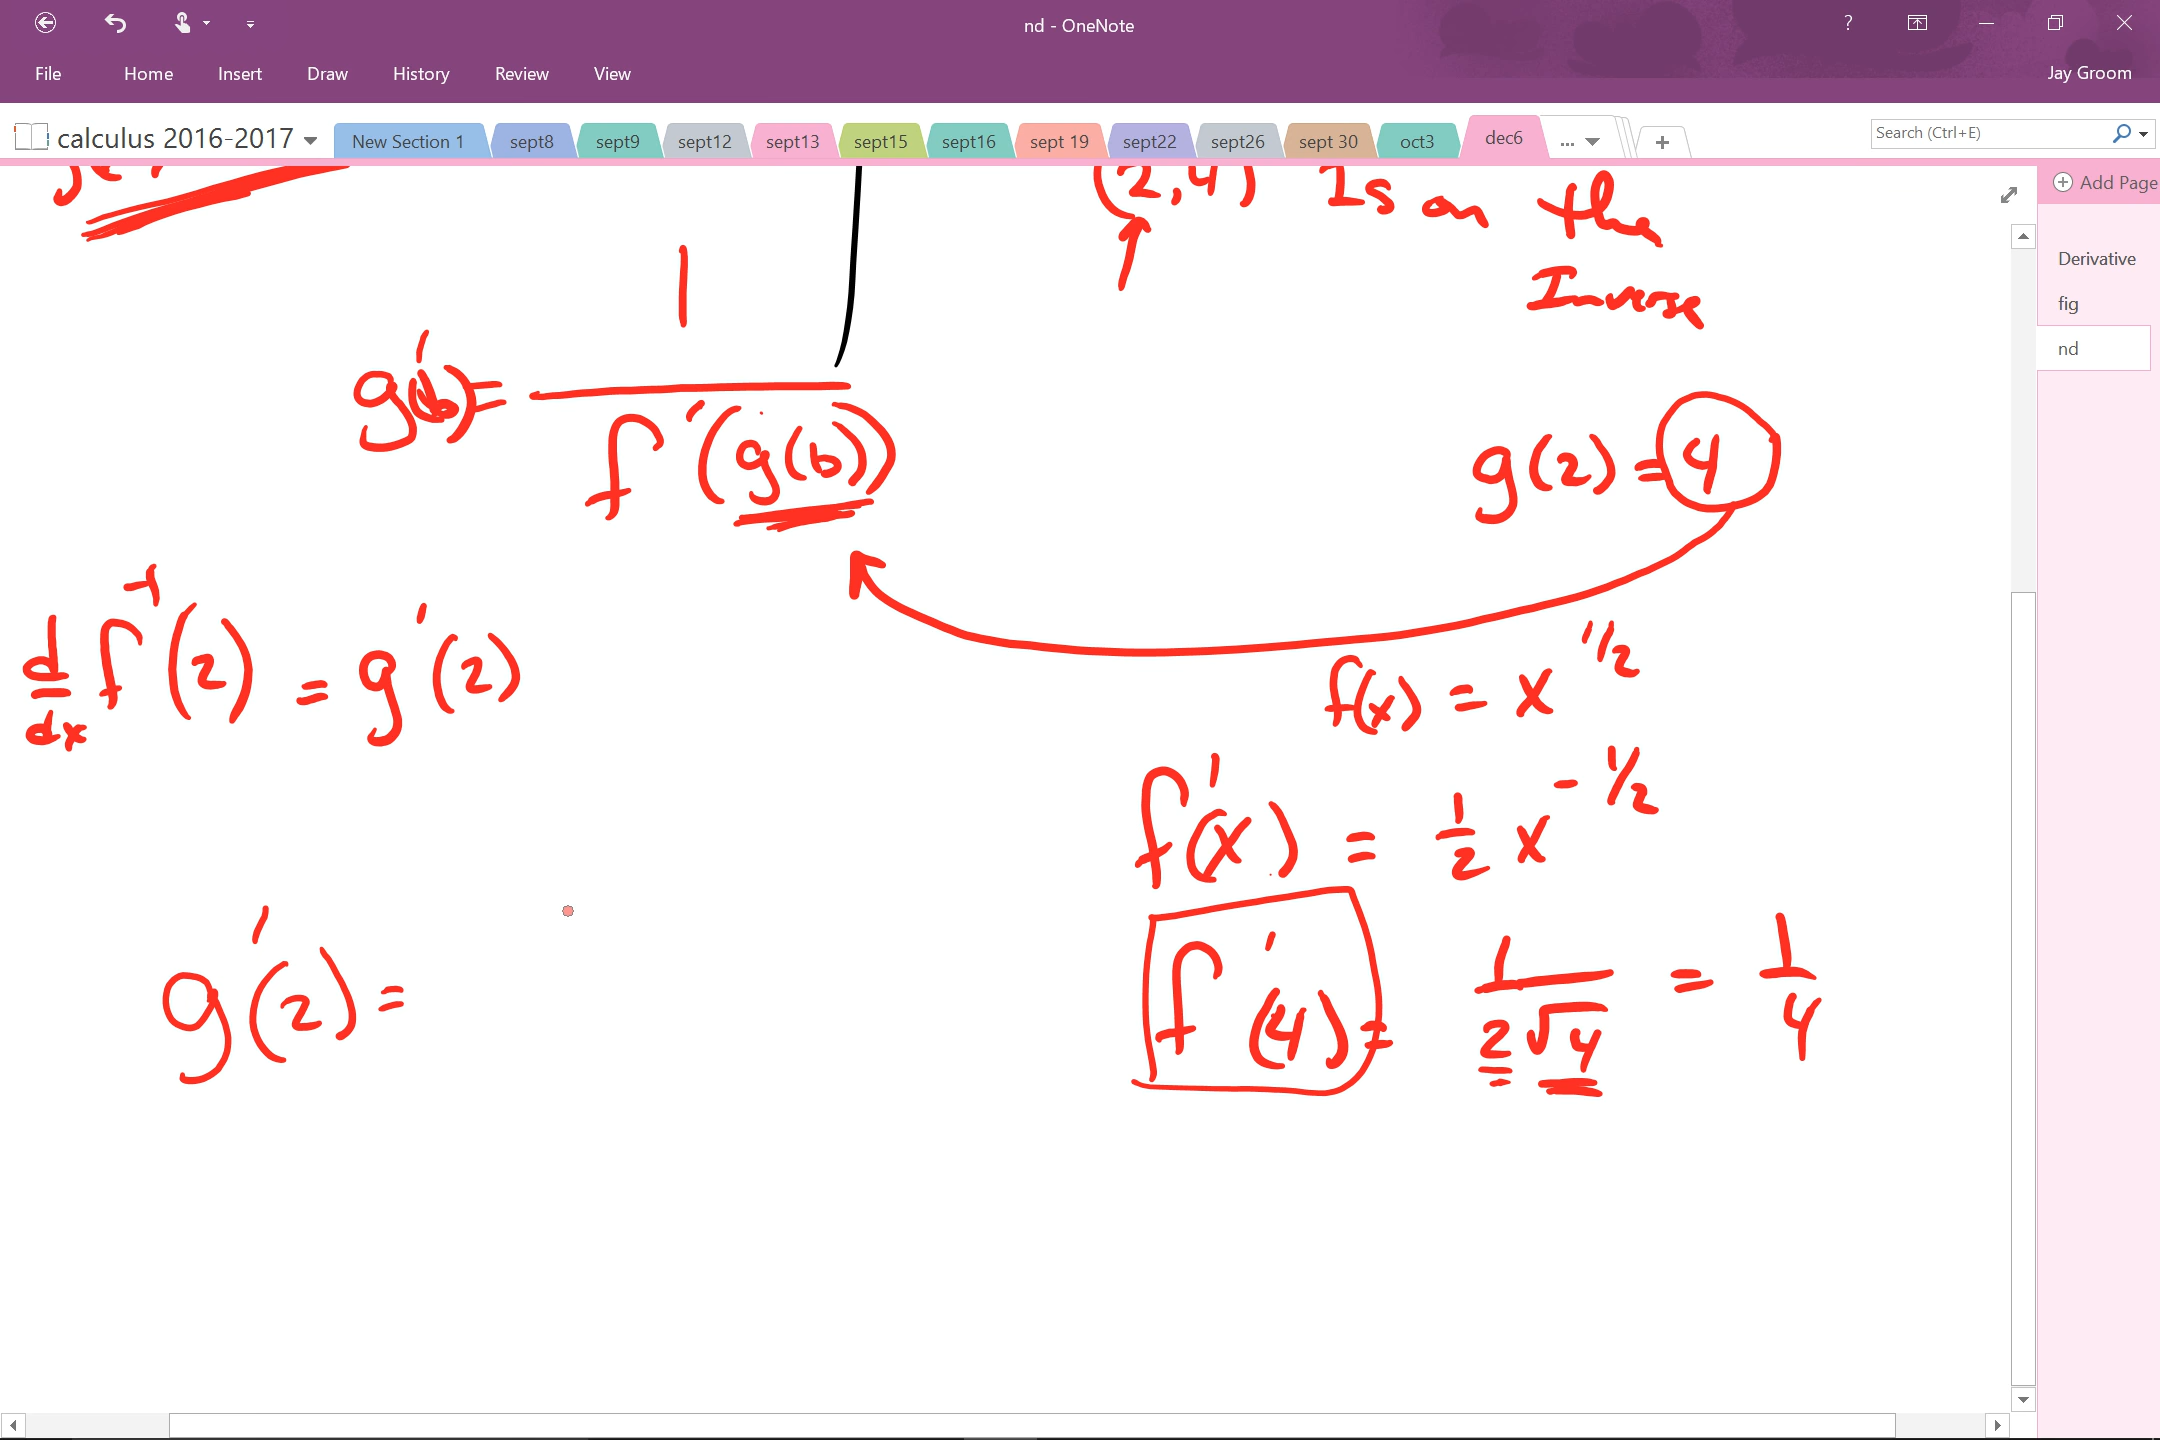 nd - OneNote
?
File Home Insert Draw History Review View
Jay Groom
calculus 2016-2017
New Section 1 sept8 sept9 sept12 sept13 sept15 sept16 sept 19 sept22 sept26 sept 30 oct3 dec6 ... +
Search (Ctrl+E)
Add Page
Derivative
fig
nd
(2,4) Is on the
Inverse
g'(b) = 1 / f'(g(b))
g(2) = 4
d/dx f⁻¹(2) = g'(2)
f(x) = x^1/2
f'(x) = 1/2 x^-1/2
g'(2) =
f'(4) = 1 / 2√4 = 1/4